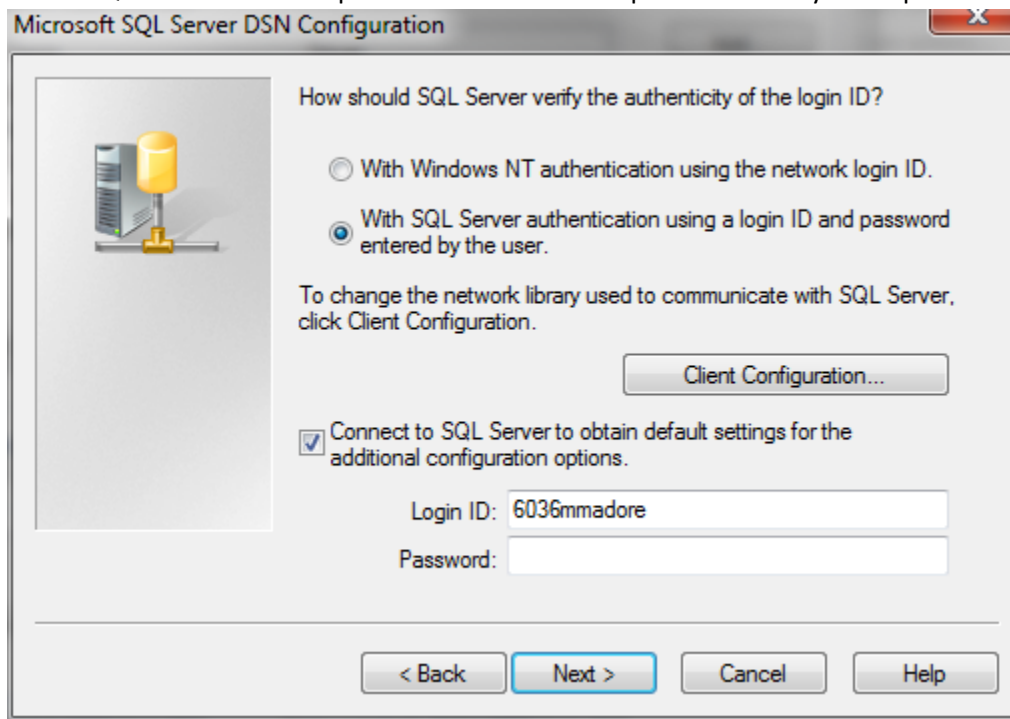 Microsoft SQL Server DSN Configuration
How should SQL Server verify the authenticity of the login ID?
With Windows NT authentication using the network login ID.
With SQL Server authentication using a login ID and password
entered by the user.
To change the network library used to communicate with SQL Server,
click Client Configuration.
Client Configuration...
Connect to SQL Server to obtain default settings for the
additional configuration options.
Login ID: 6036mmadore
Password:
< Back Next > Cancel Help